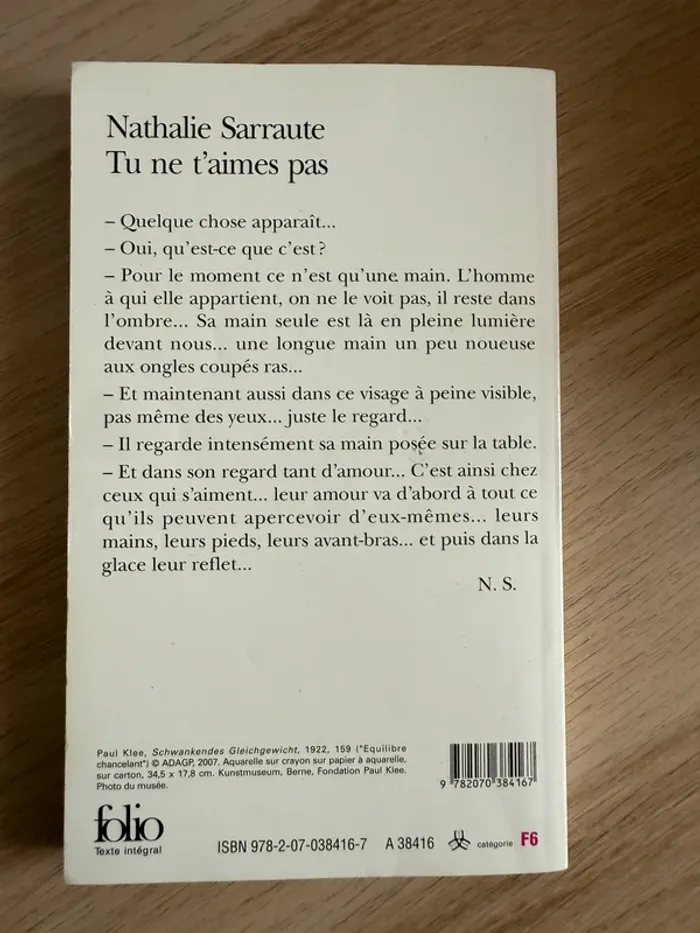 Nathalie Sarraute
Tu ne t'aimes pas
– Quelque chose apparaît...
– Oui, qu'est-ce que c'est ?
– Pour le moment ce n'est qu'une main. L'homme
à qui elle appartient, on ne le voit pas, il reste dans
l'ombre... Sa main seule est là en pleine lumière
devant nous... une longue main un peu noueuse
aux ongles coupés ras...
– Et maintenant aussi dans ce visage à peine visible,
pas même des yeux... juste le regard...
– Il regarde intensément sa main posée sur la table.
– Et dans son regard tant d'amour... C'est ainsi chez
ceux qui s'aiment... leur amour va d'abord à tout ce
qu'ils peuvent apercevoir d'eux-mêmes... leurs
mains, leurs pieds, leurs avant-bras... et puis dans la
glace leur reflet...
N. S.
Paul Klee, Schwankendes Gleichgewicht, 1922, 159 ("Equilibre
chancelant") © ADAGP, 2007. Aquarelle sur crayon sur papier à aquarelle,
sur carton, 34,5 x 17,8 cm. Kunstmuseum, Berne, Fondation Paul Klee.
Photo du musée.
9 782070 384167
folio
Texte intégral
ISBN 978-2-07-038416-7 A 38416 catégorie F6